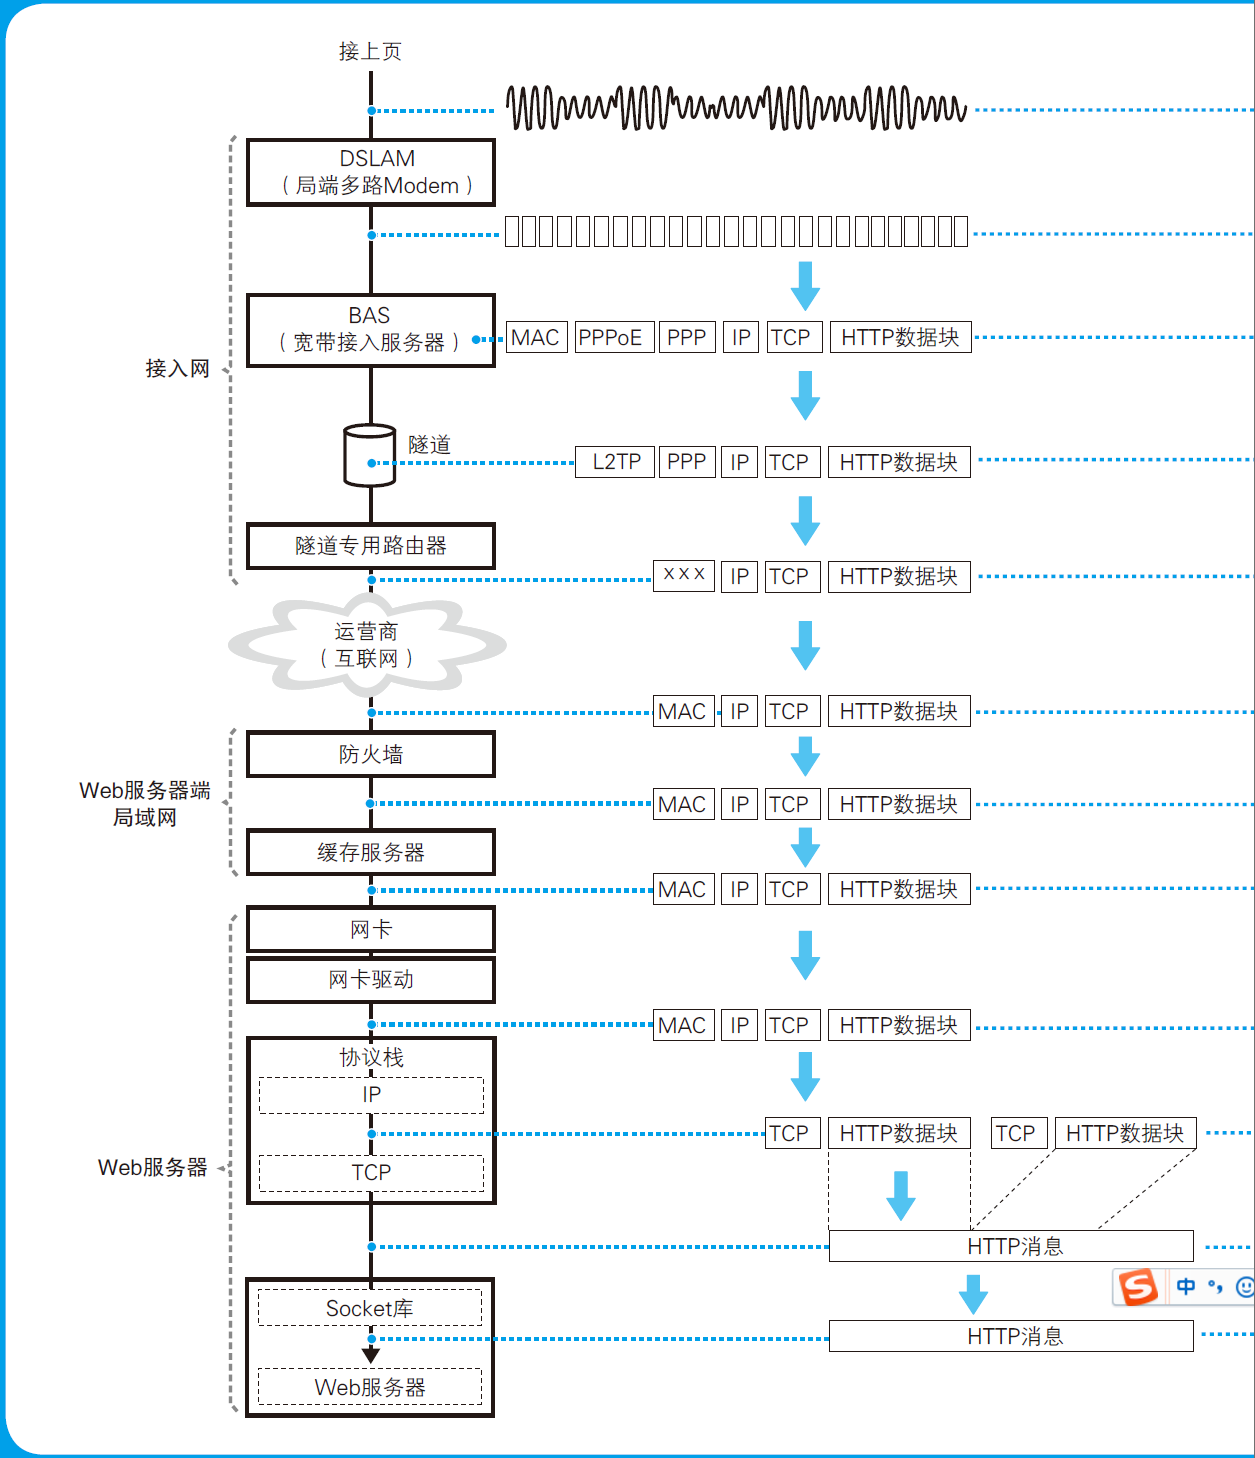 接上页
DSLAM
（局端多路Modem）
BAS
（宽带接入服务器）
MAC PPPoE PPP IP TCP HTTP数据块
接入网
隧道
L2TP PPP IP TCP HTTP数据块
隧道专用路由器
XXX IP TCP HTTP数据块
运营商
（互联网）
MAC IP TCP HTTP数据块
防火墙
Web服务器端
局域网
MAC IP TCP HTTP数据块
缓存服务器
MAC IP TCP HTTP数据块
网卡
网卡驱动
MAC IP TCP HTTP数据块
协议栈
IP
TCP HTTP数据块 TCP HTTP数据块
Web服务器
TCP
HTTP消息
S 中 °,
Socket库
HTTP消息
Web服务器